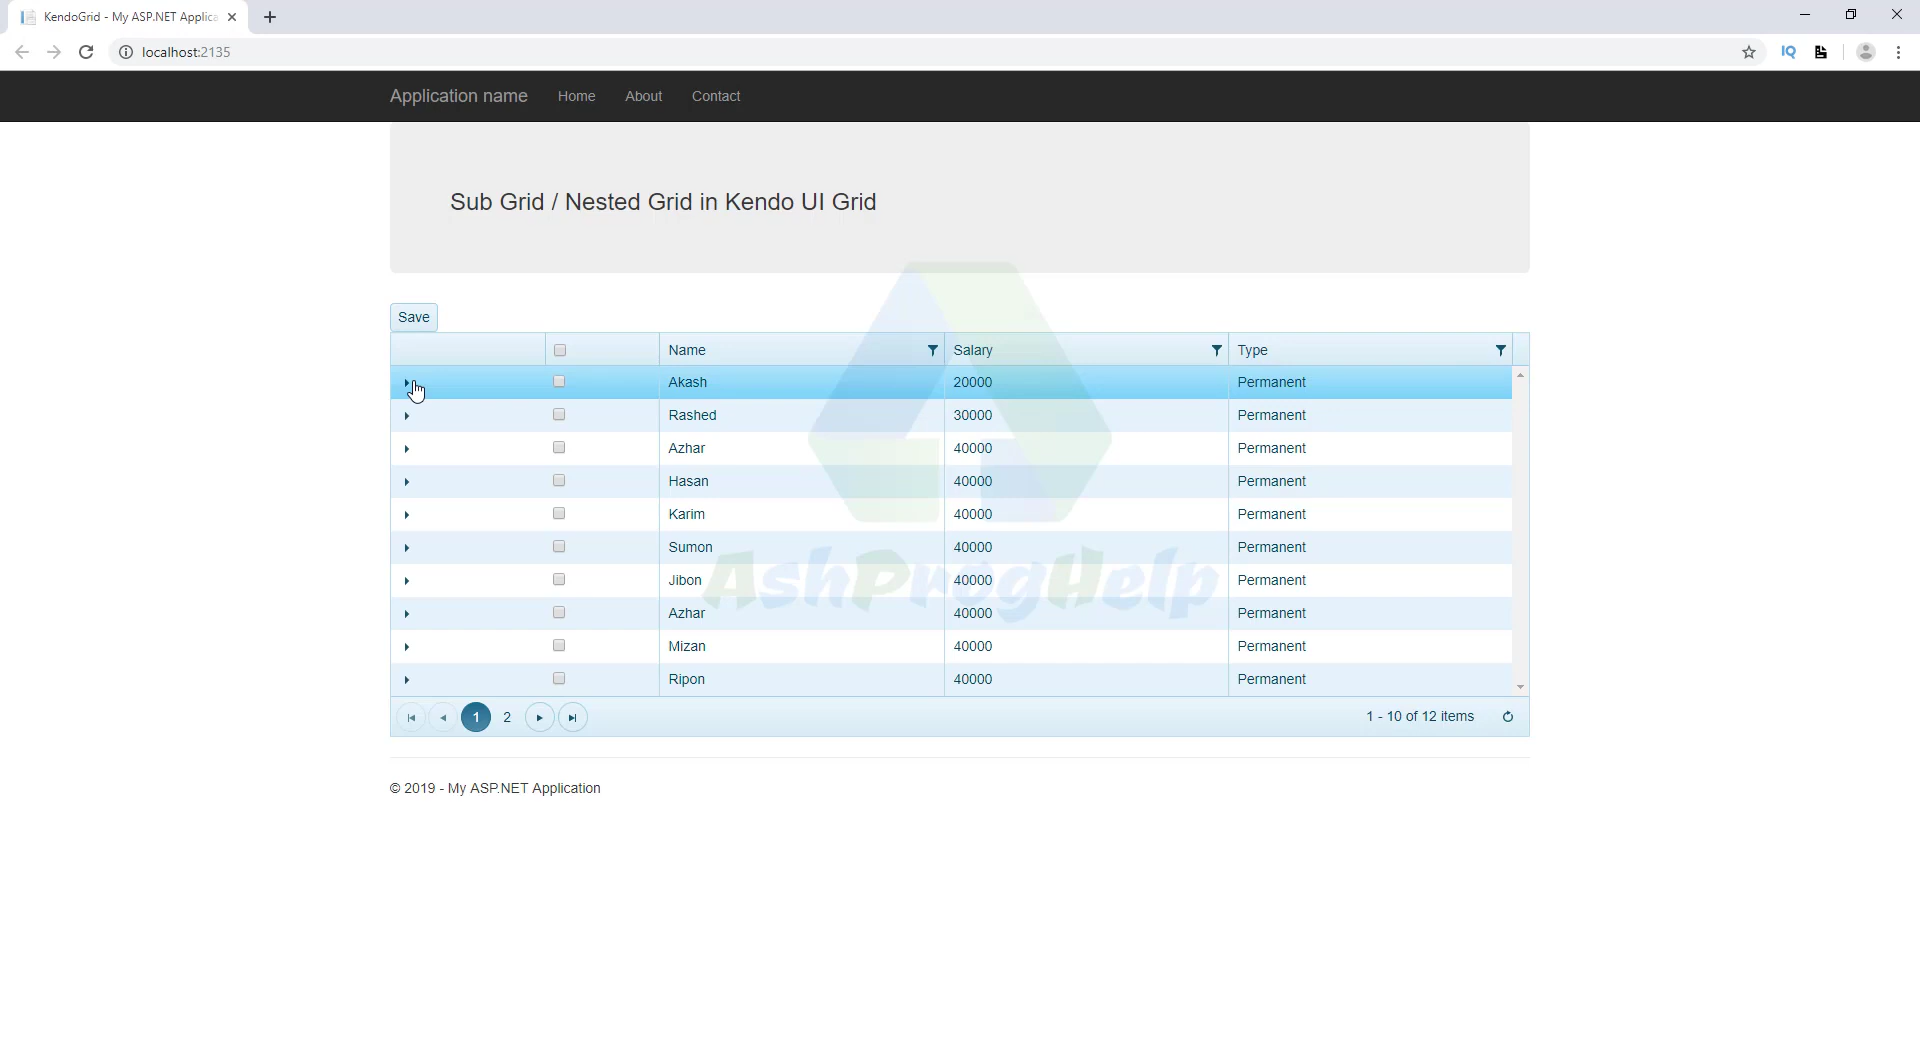 KendoGrid - My ASP.NET Applica
localhost:2135
IQ
Application name Home About Contact
Sub Grid / Nested Grid in Kendo UI Grid
Save
Name Salary Type
Akash 20000 Permanent
Rashed 30000 Permanent
Azhar 40000 Permanent
Hasan 40000 Permanent
Karim 40000 Permanent
Sumon 40000 Permanent
Jibon 40000 Permanent
Azhar 40000 Permanent
Mizan 40000 Permanent
Ripon 40000 Permanent
AshProgHelp
1 2 1 - 10 of 12 items
© 2019 - My ASP.NET Application